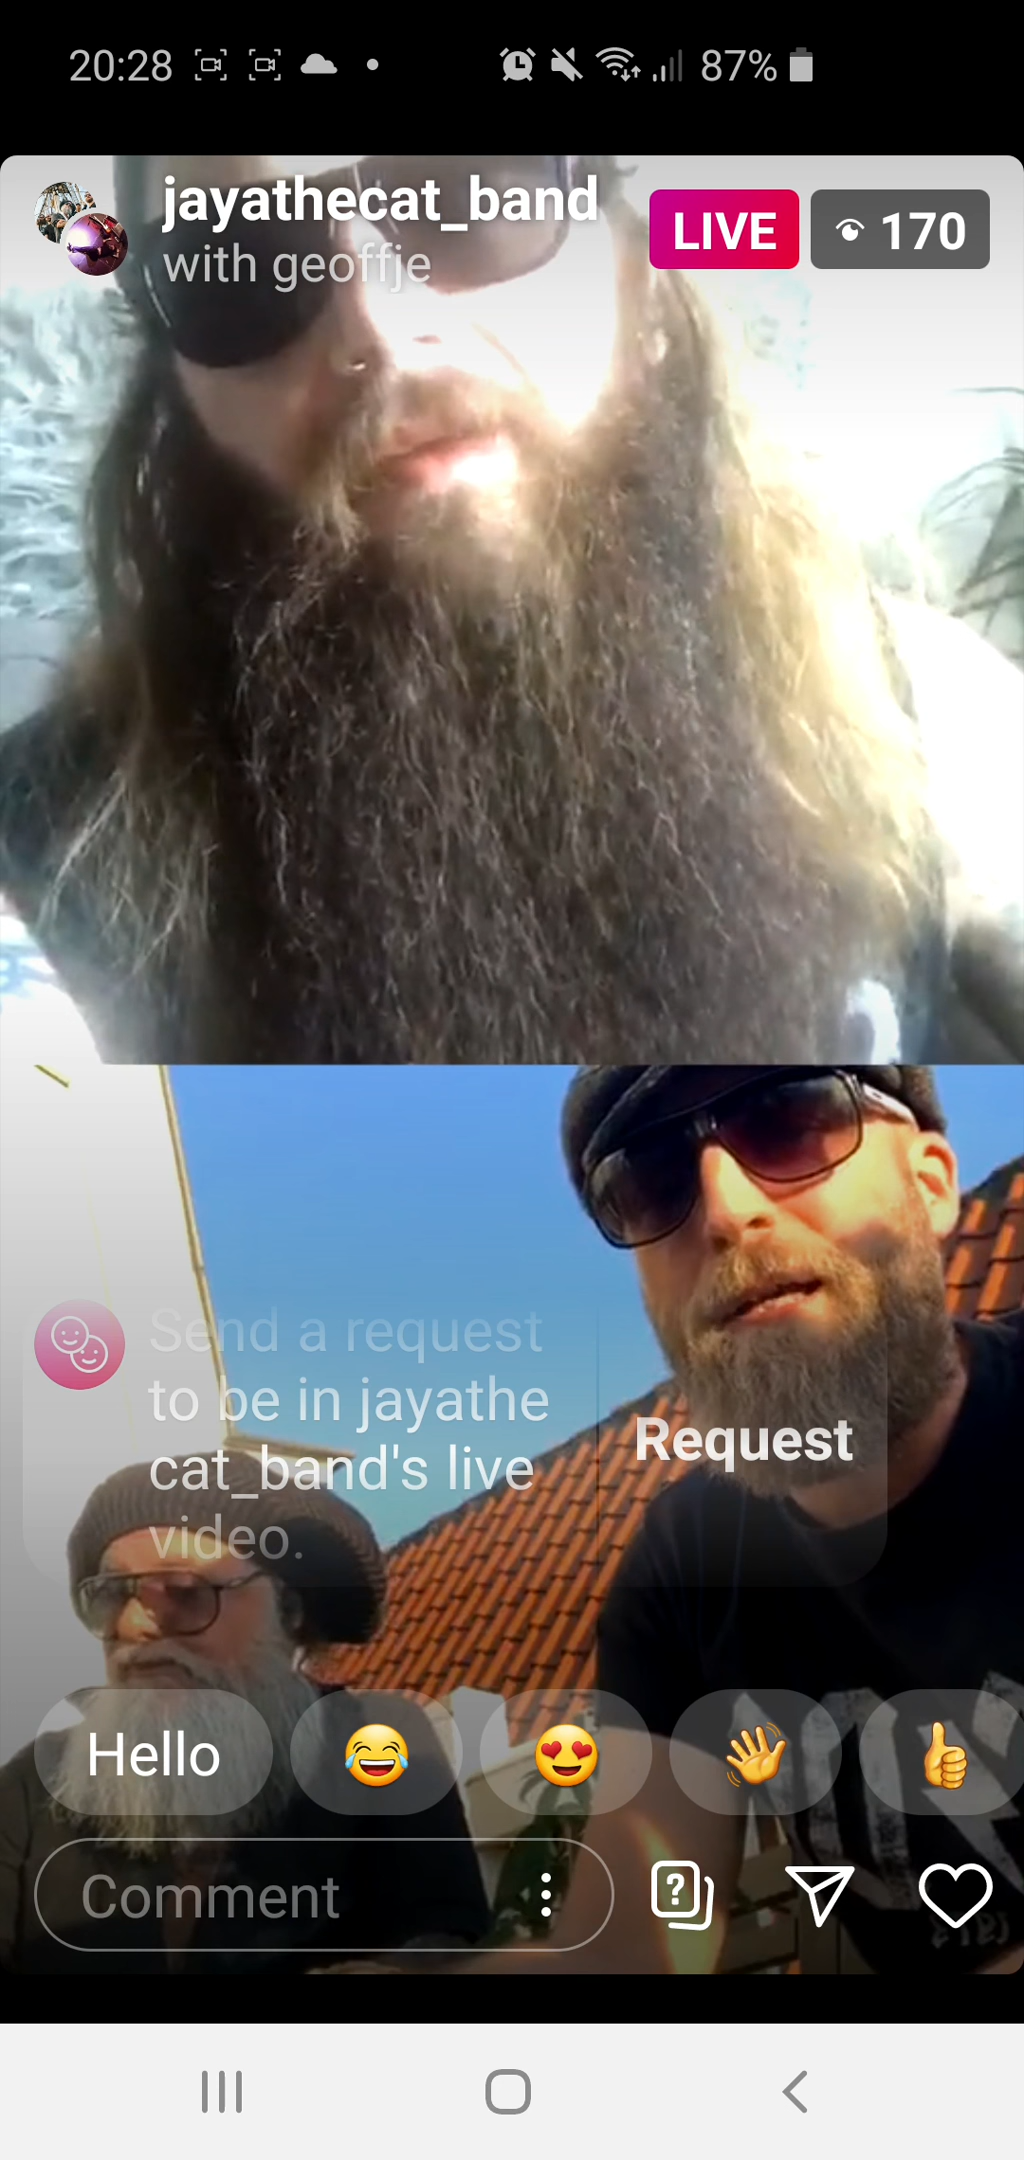 20:28
87%
jayathecat_band
with geoffje
LIVE
170
Send a request
to be in jayathe
cat_band's live
video.
Request
Hello
Comment
?